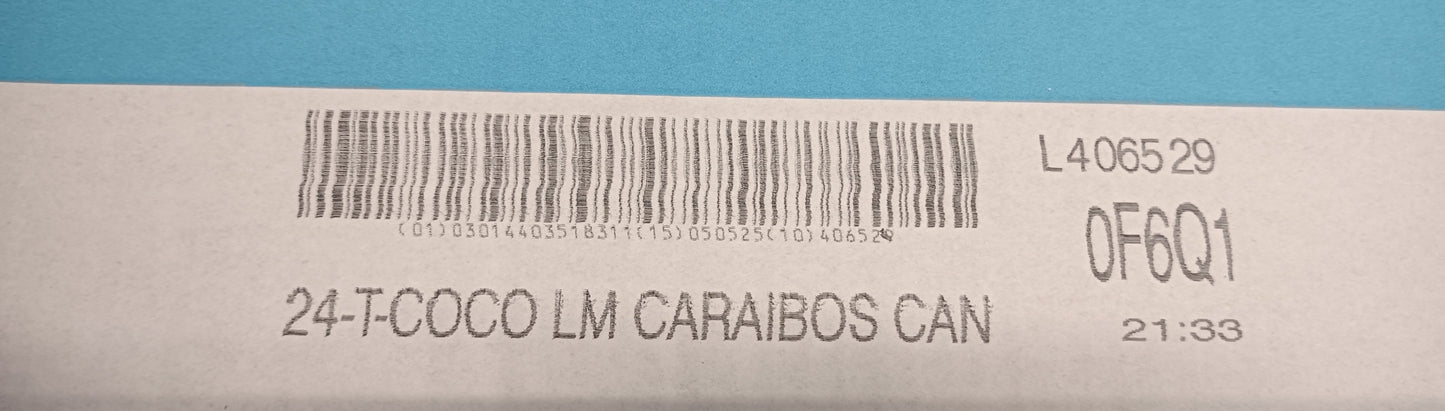 L406529
(01)03014403518311(15)050525(10)406529
0F6Q1
24-T-COCO LM CARAIBOS CAN
21:33